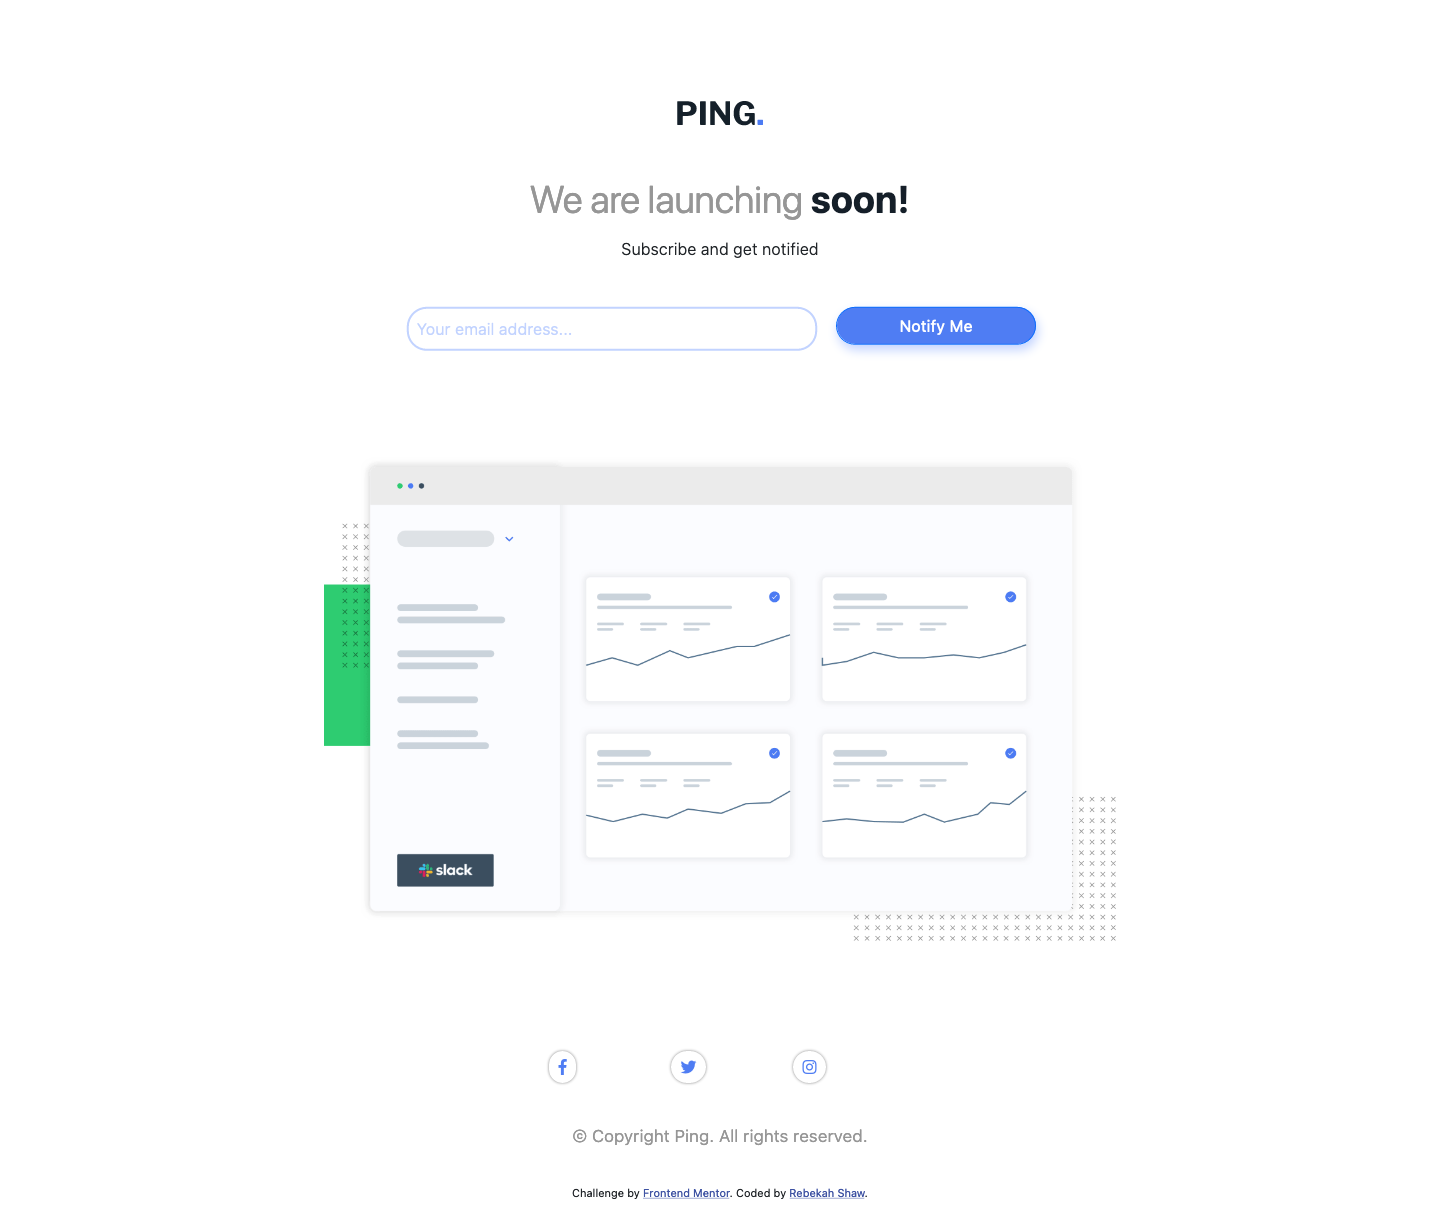 PING.
We are launching soon!
Subscribe and get notified
Your email address...
Notify Me
slack
© Copyright Ping. All rights reserved.
Challenge by Frontend Mentor. Coded by Rebekah Shaw.